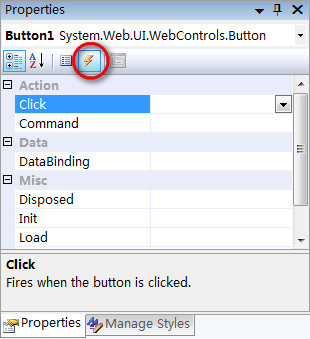 Properties
Button1 System.Web.UI.WebControls.Button
A
Z
Action
Click
Command
Data
DataBinding
Misc
Disposed
Init
Load
Click
Fires when the button is clicked.
Properties Manage Styles